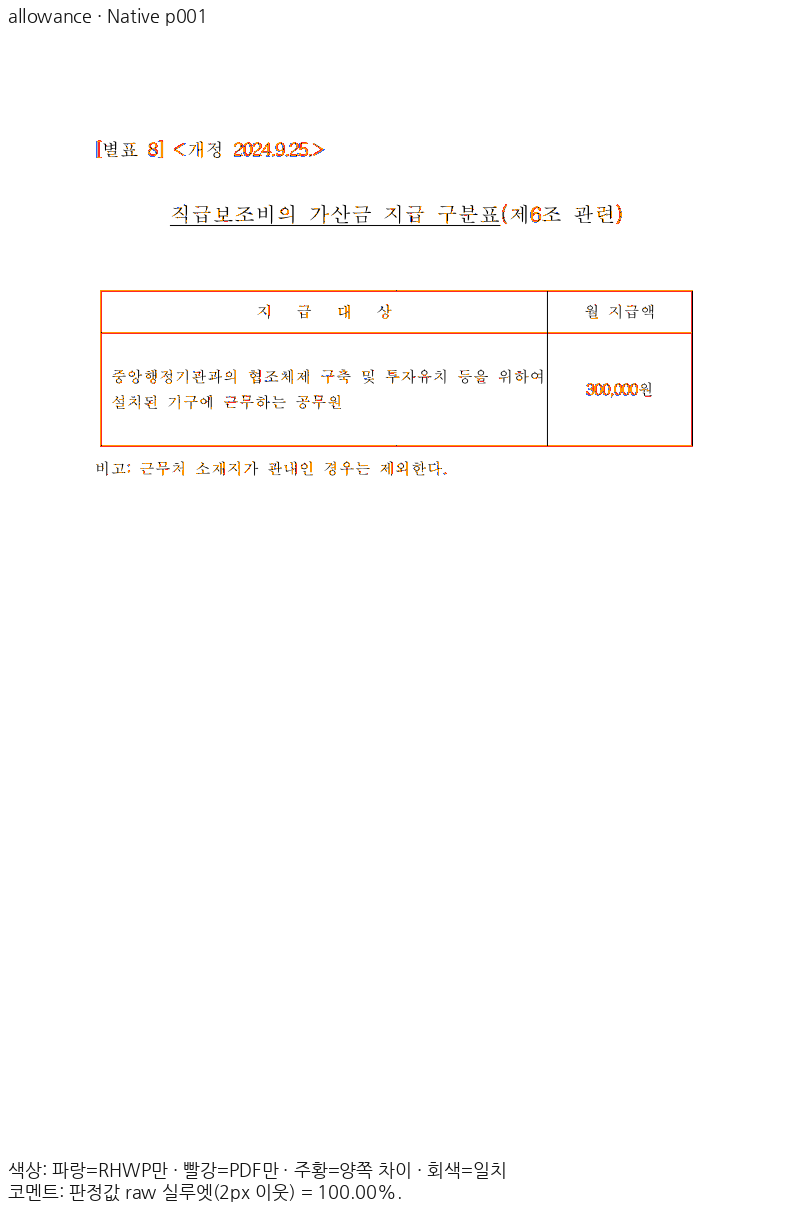 allowance · Native p001
[별표 8] <개정 2024.9.25.>
직급보조비의 가산금 지급 구분표(제6조 관련)
지 급 대 상
월 지급액
중앙행정기관과의 협조체제 구축 및 투자유치 등을 위하여
설치된 기구에 근무하는 공무원
300,000원
비고: 근무처 소재지가 관내인 경우는 제외한다.
색상: 파랑=RHWP만 · 빨강=PDF만 · 주황=양쪽 차이 · 회색=일치
코멘트: 판정값 raw 실루엣(2px 이웃) = 100.00%.